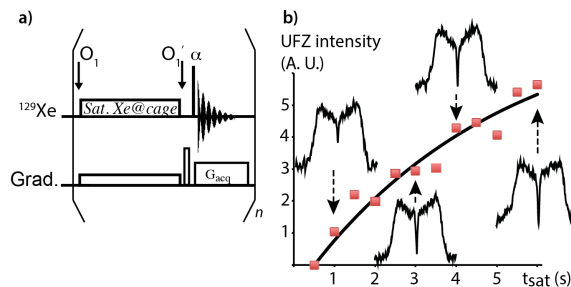 a)
O₁ O₁′ α
¹²⁹Xe
Sat. Xe@cage
Grad.
Gacq
n
b)
UFZ intensity
(A. U.)
5
4
3
2
1
1 2 3 4 5 tsat (s)